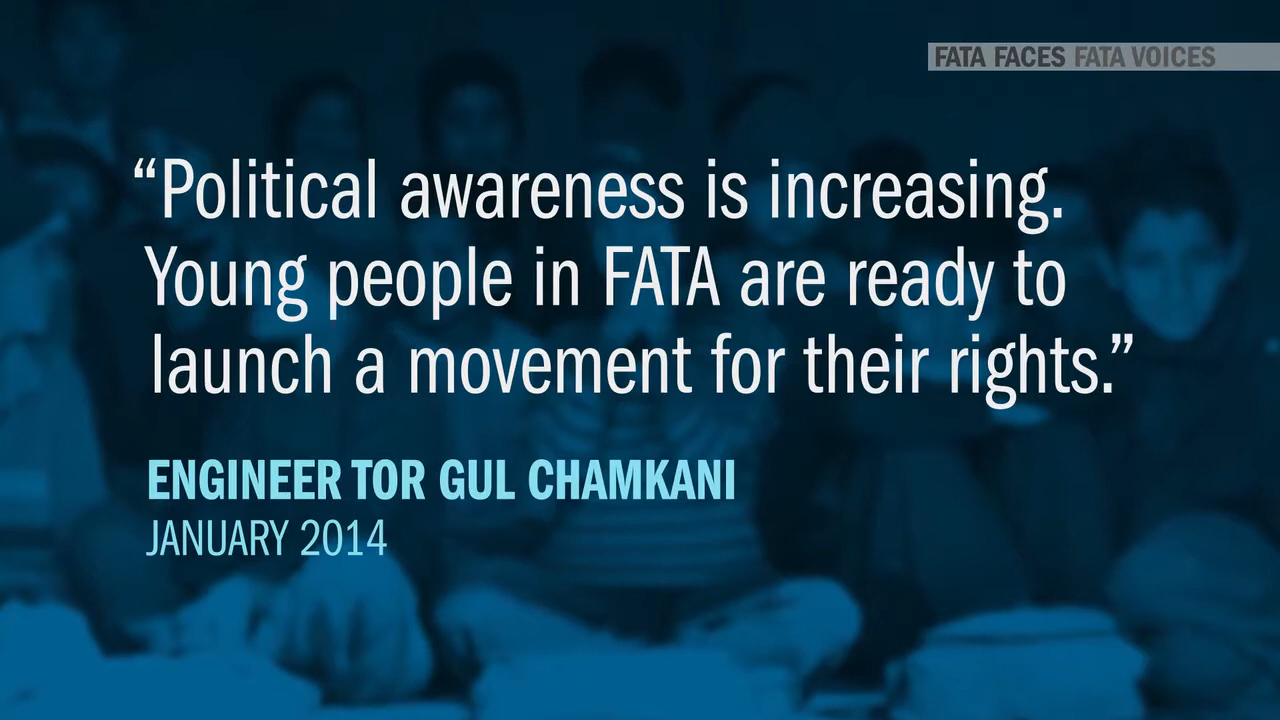 FATA FACES FATA VOICES
“Political awareness is increasing.
Young people in FATA are ready to
launch a movement for their rights.”
ENGINEER TOR GUL CHAMKANI
JANUARY 2014